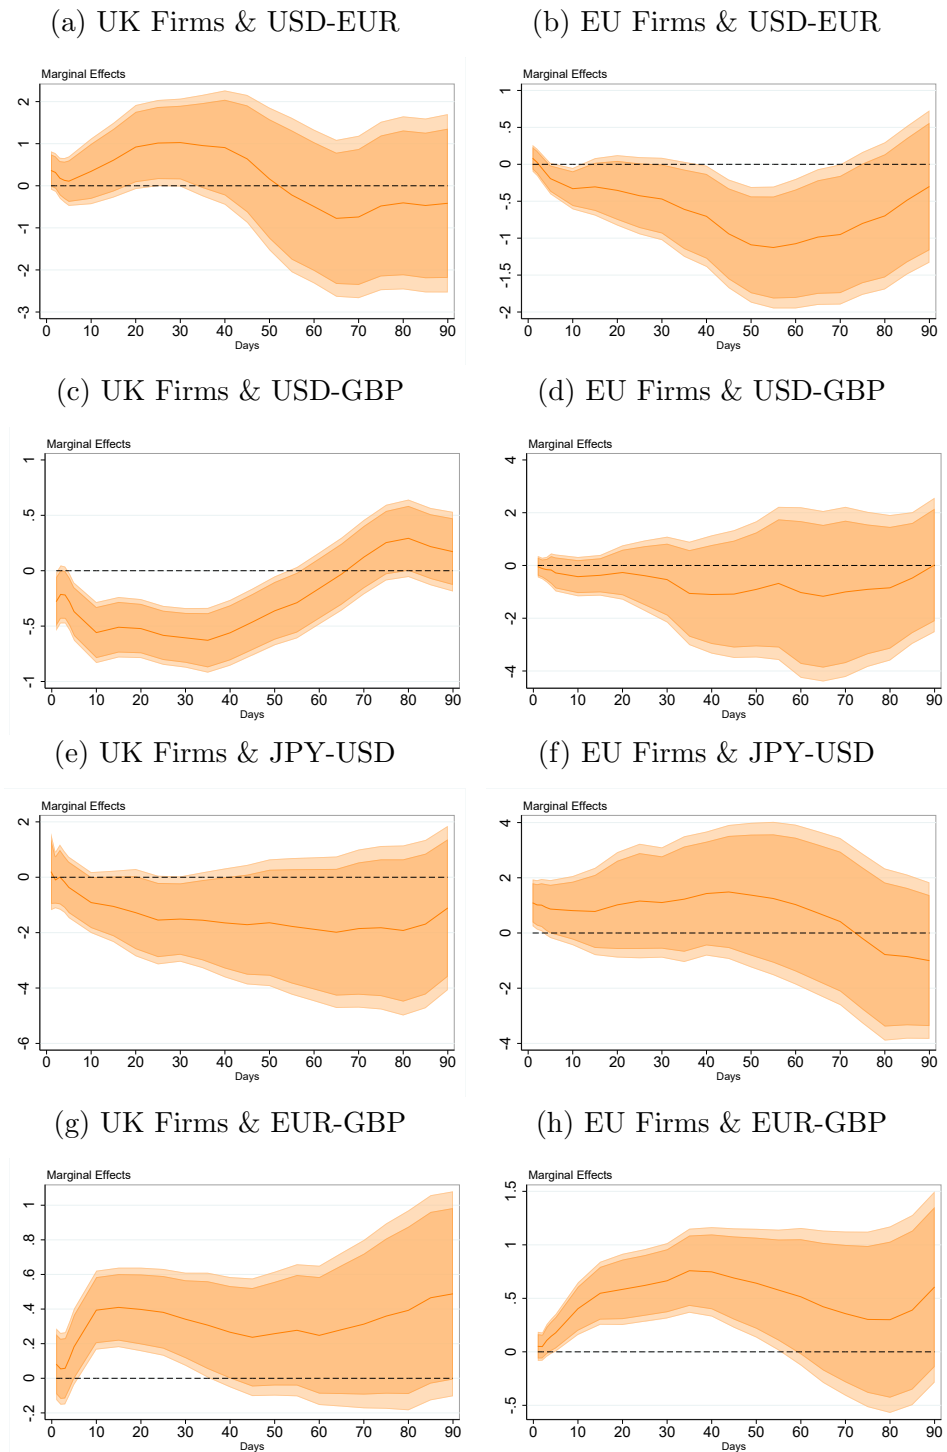 (a) UK Firms & USD-EUR
Marginal Effects
2
1
0
-1
-2
-3
0 10 20 30 40 50 60 70 80 90
Days
(b) EU Firms & USD-EUR
Marginal Effects
1
.5
0
-.5
-1
-1.5
-2
0 10 20 30 40 50 60 70 80 90
Days
(c) UK Firms & USD-GBP
Marginal Effects
1
.5
0
-.5
-1
0 10 20 30 40 50 60 70 80 90
Days
(d) EU Firms & USD-GBP
Marginal Effects
4
2
0
-2
-4
0 10 20 30 40 50 60 70 80 90
Days
(e) UK Firms & JPY-USD
Marginal Effects
2
0
-2
-4
-6
0 10 20 30 40 50 60 70 80 90
Days
(f) EU Firms & JPY-USD
Marginal Effects
4
2
0
-2
-4
0 10 20 30 40 50 60 70 80 90
Days
(g) UK Firms & EUR-GBP
Marginal Effects
1
.8
.6
.4
.2
0
-.2
0 10 20 30 40 50 60 70 80 90
Days
(h) EU Firms & EUR-GBP
Marginal Effects
1.5
1
.5
0
-.5
0 10 20 30 40 50 60 70 80 90
Days